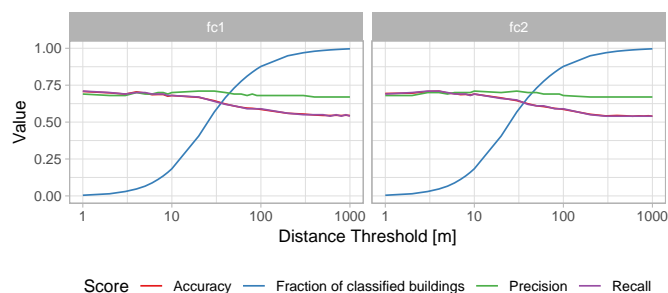 fc1 fc2
1.00
0.75
0.50
0.25
0.00
Value
1 10 100 1000 1 10 100 1000
Distance Threshold [m]
Score Accuracy Fraction of classified buildings Precision Recall